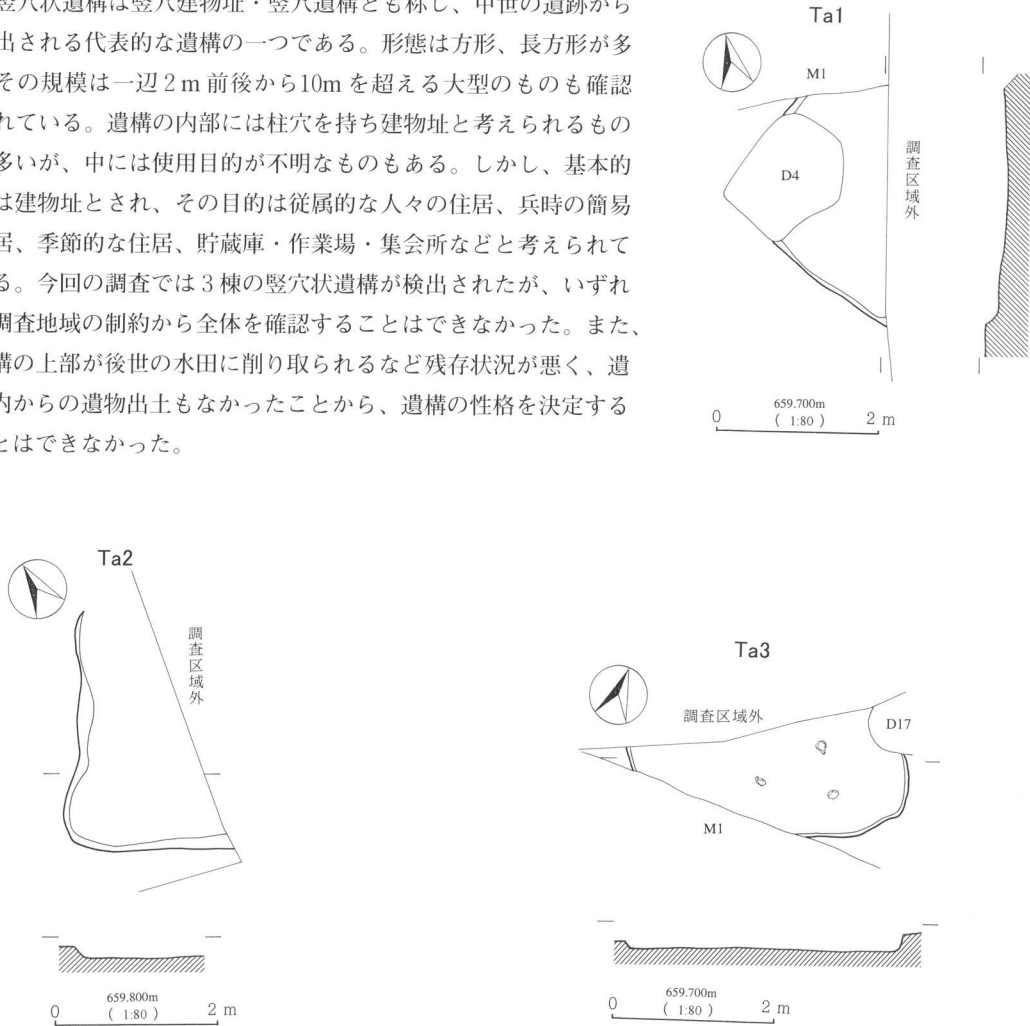 竪穴状遺構は竪穴建物址・竪穴遺構とも称し、中世の遺跡から
出される代表的な遺構の一つである。形態は方形、長方形が多
その規模は一辺2m前後から10mを超える大型のものも確認
れている。遺構の内部には柱穴を持ち建物址と考えられるもの
多いが、中には使用目的が不明なものもある。しかし、基本的
は建物址とされ、その目的は従属的な人々の住居、兵時の簡易
居、季節的な住居、貯蔵庫・作業場・集会所などと考えられて
る。今回の調査では3棟の竪穴状遺構が検出されたが、いずれ
調査地域の制約から全体を確認することはできなかった。また、
構の上部が後世の水田に削り取られるなど残存状況が悪く、遺
内からの遺物出土もなかったことから、遺構の性格を決定する
とはできなかった。
Ta1
M1
D4
調査区域外
659.700m
0 ( 1:80 ) 2 m
Ta2
調査区域外
659.800m
0 ( 1:80 ) 2 m
Ta3
調査区域外
D17
M1
659.700m
0 ( 1:80 ) 2 m